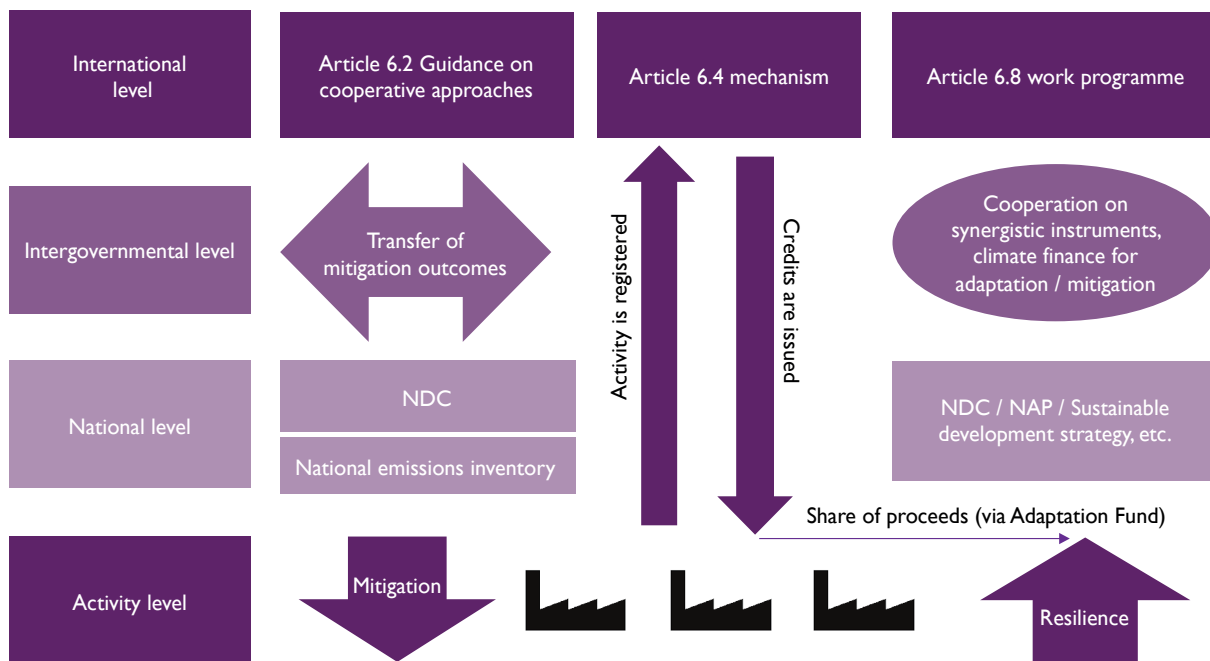 International
level
Article 6.2 Guidance on
cooperative approaches
Article 6.4 mechanism
Article 6.8 work programme
Intergovernmental level
Transfer of
mitigation outcomes
Activity is registered
Credits are issued
Cooperation on
synergistic instruments,
climate finance for
adaptation / mitigation
National level
NDC
National emissions inventory
NDC / NAP / Sustainable
development strategy, etc.
Share of proceeds (via Adaptation Fund)
Activity level
Mitigation
Resilience